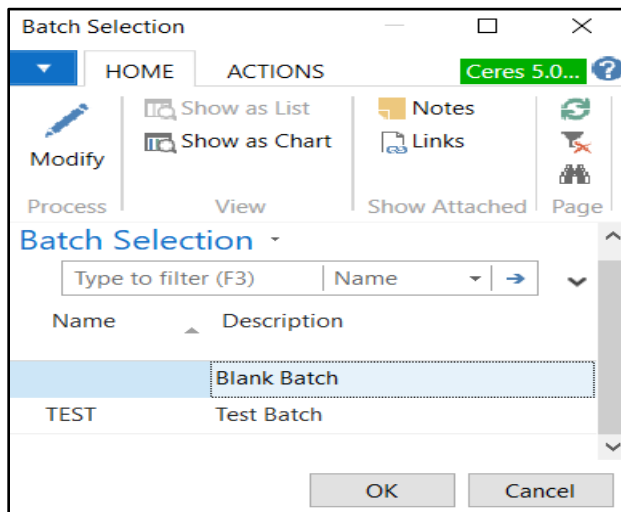 Batch Selection
HOME ACTIONS Ceres 5.0... ?
Show as List Notes
Modify Show as Chart Links
Process View Show Attached Page
Batch Selection
Type to filter (F3) Name
Name Description
Blank Batch
TEST Test Batch
OK Cancel